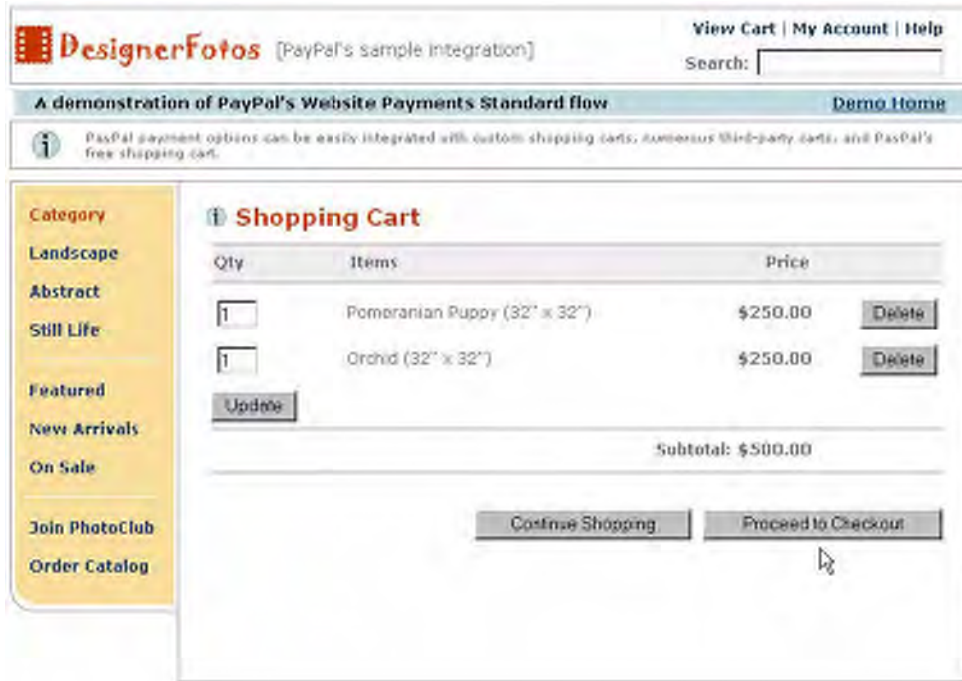 View Cart | My Account | Help
DesignerFotos [PayPal's sample integration]
Search:
A demonstration of PayPal's Website Payments Standard flow Demo Home
i PayPal payment options can be easily integrated with custom shopping carts, numerous third-party carts, and PayPal's
free shopping cart.
Category
Landscape
Abstract
Still Life
Featured
New Arrivals
On Sale
Join PhotoClub
Order Catalog
i Shopping Cart
Qty Items Price
1 Pomeranian Puppy (32" x 32") $250.00 Delete
1 Orchid (32" x 32") $250.00 Delete
Update
Subtotal: $500.00
Continue Shopping Proceed to Checkout